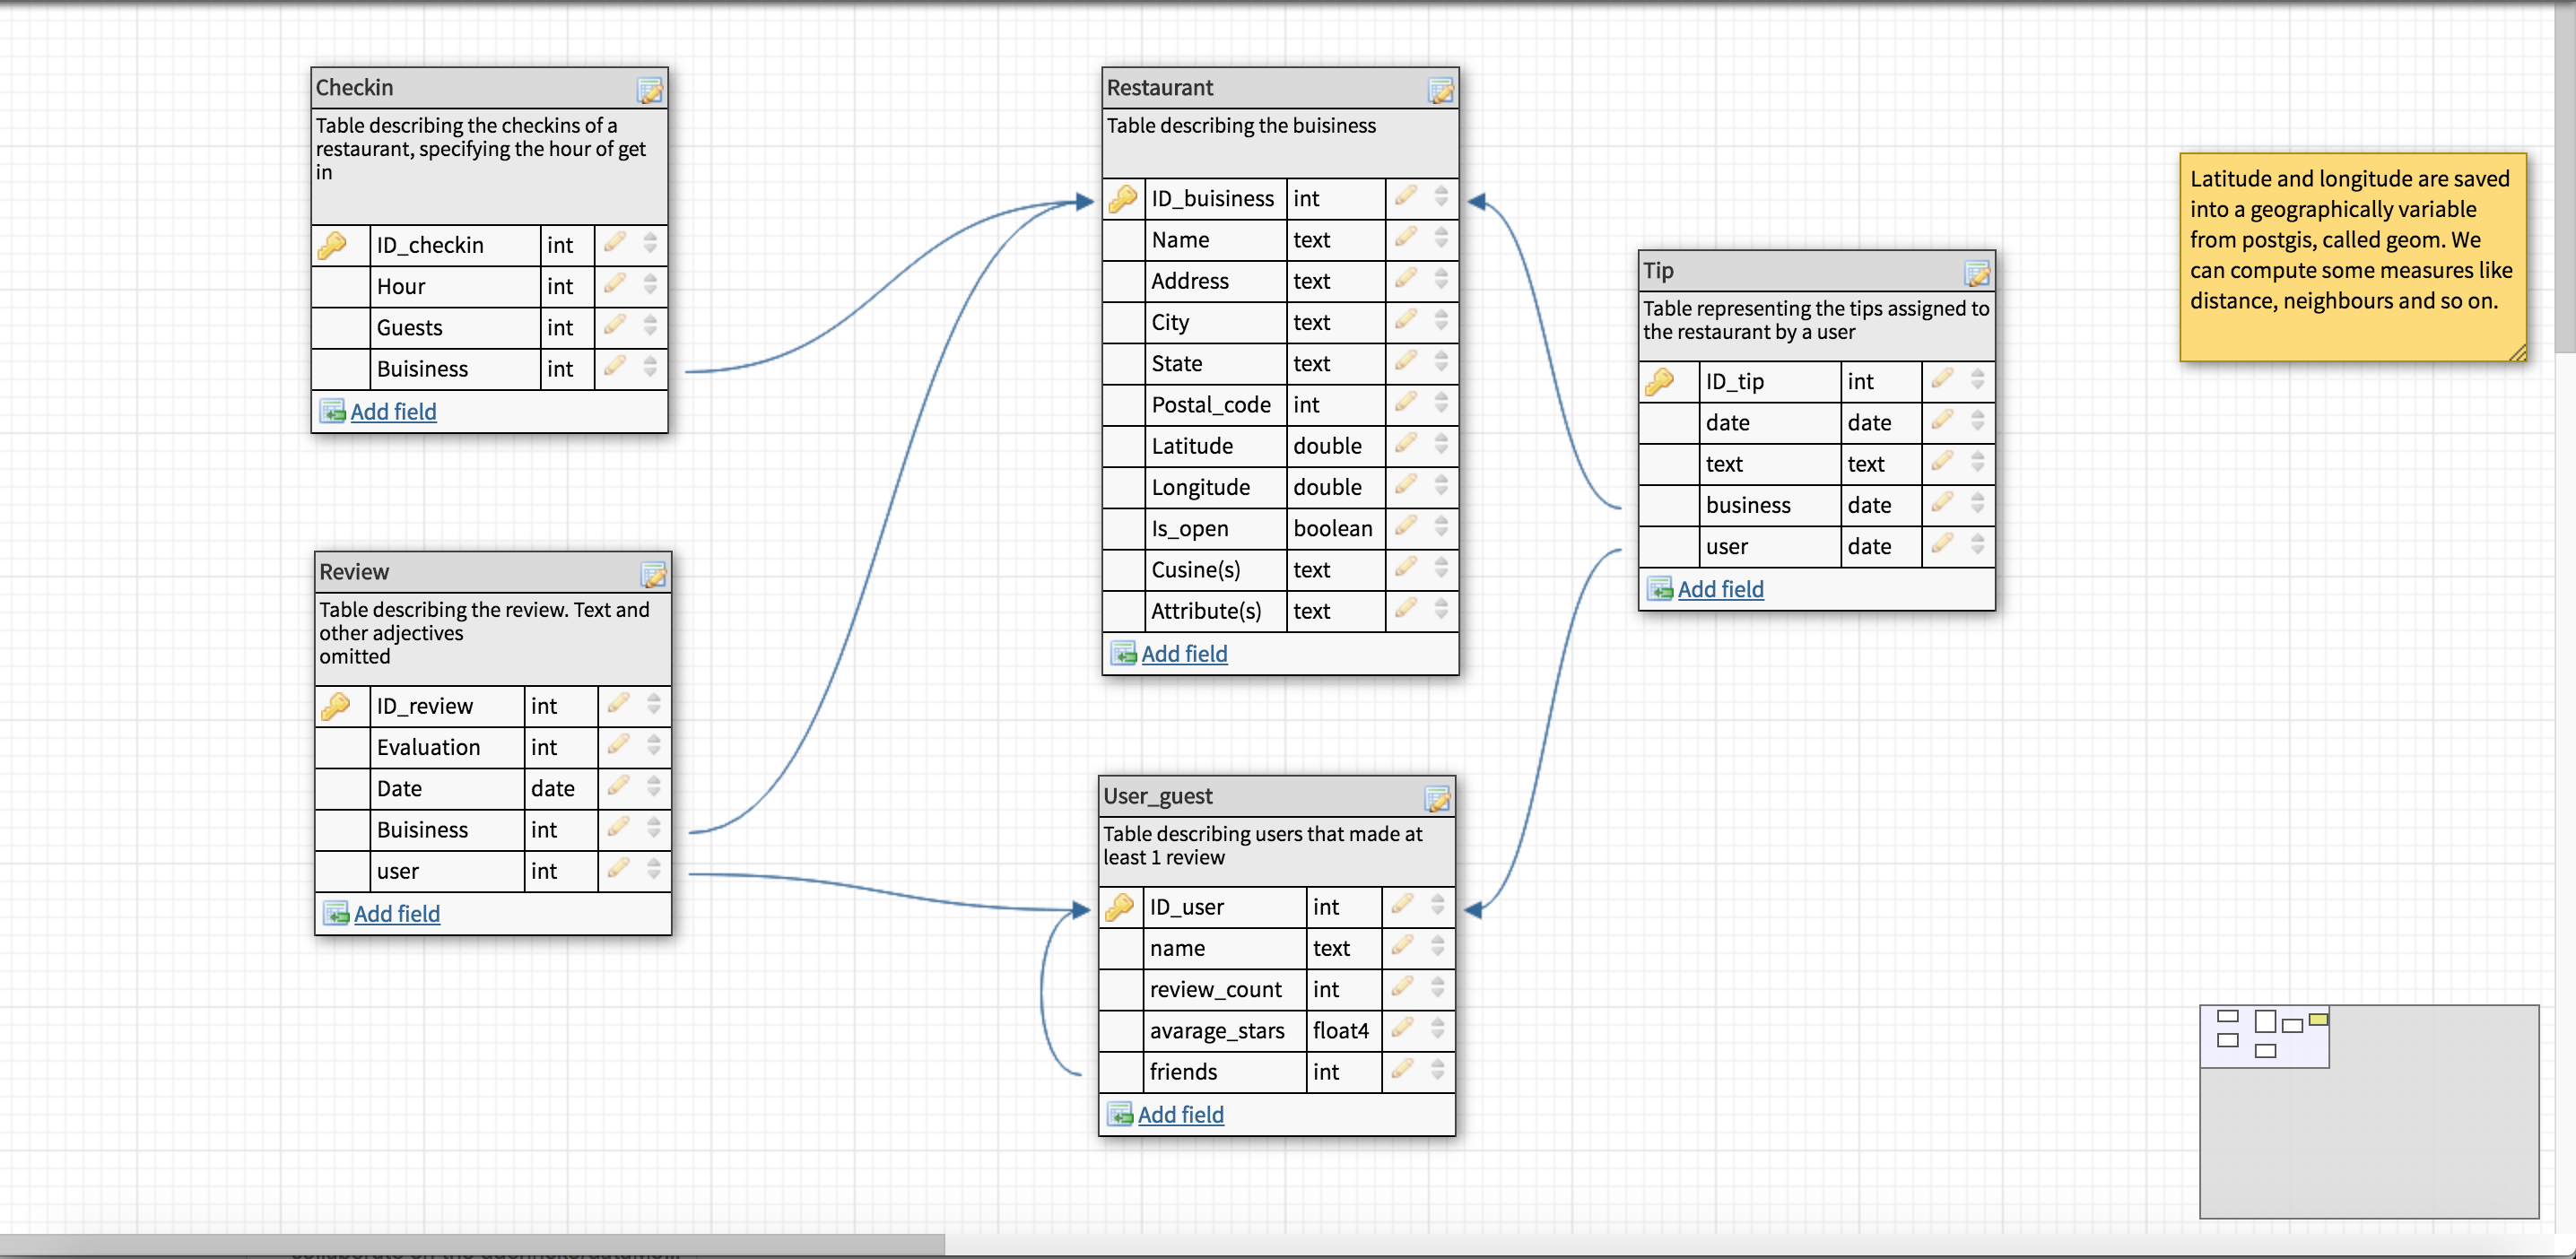 Checkin
Table describing the checkins of a
restaurant, specifying the hour of get
in
ID_checkin int
Hour int
Guests int
Buisiness int
Add field
Review
Table describing the review. Text and
other adjectives
omitted
ID_review int
Evaluation int
Date date
Buisiness int
user int
Add field
Restaurant
Table describing the buisiness
ID_buisiness int
Name text
Address text
City text
State text
Postal_code int
Latitude double
Longitude double
Is_open boolean
Cusine(s) text
Attribute(s) text
Add field
User_guest
Table describing users that made at
least 1 review
ID_user int
name text
review_count int
avarage_stars float4
friends int
Add field
Tip
Table representing the tips assigned to
the restaurant by a user
ID_tip int
date date
text text
business date
user date
Add field
Latitude and longitude are saved
into a geographically variable
from postgis, called geom. We
can compute some measures like
distance, neighbours and so on.